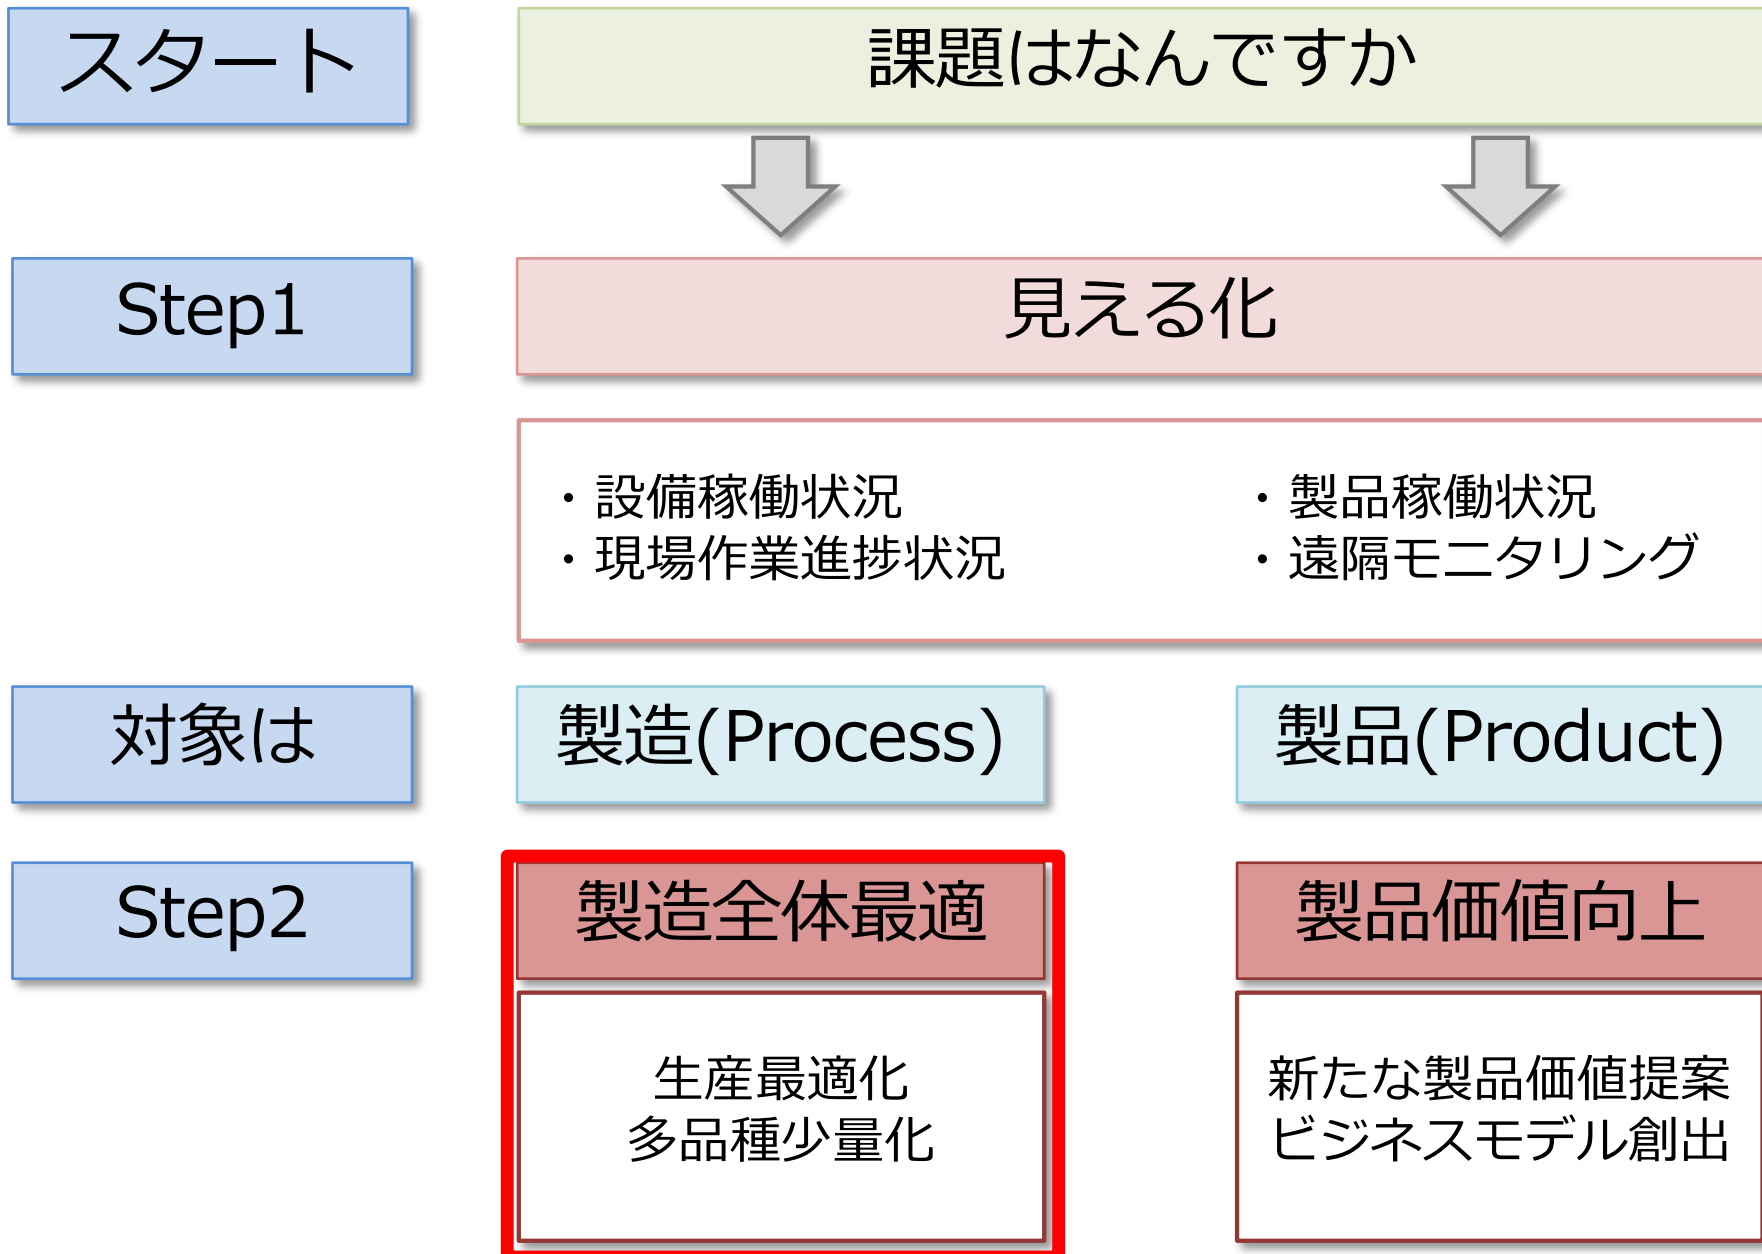 スタート
課題はなんですか
Step1
見える化
・設備稼働状況
・現場作業進捗状況
・製品稼働状況
・遠隔モニタリング
対象は
製造(Process)
製品(Product)
Step2
製造全体最適
製品価値向上
生産最適化
多品種少量化
新たな製品価値提案
ビジネスモデル創出